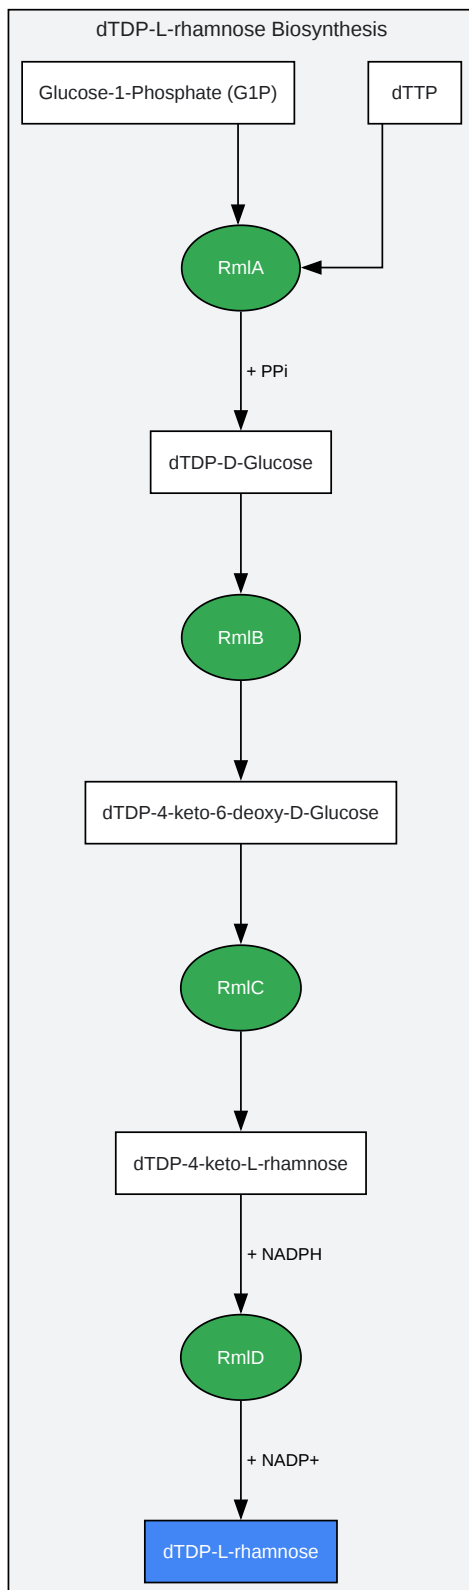 dTDP-L-rhamnose Biosynthesis
Glucose-1-Phosphate (G1P)
dTTP
RmlA
+ PPi
dTDP-D-Glucose
RmlB
dTDP-4-keto-6-deoxy-D-Glucose
RmlC
dTDP-4-keto-L-rhamnose
+ NADPH
RmlD
+ NADP+
dTDP-L-rhamnose